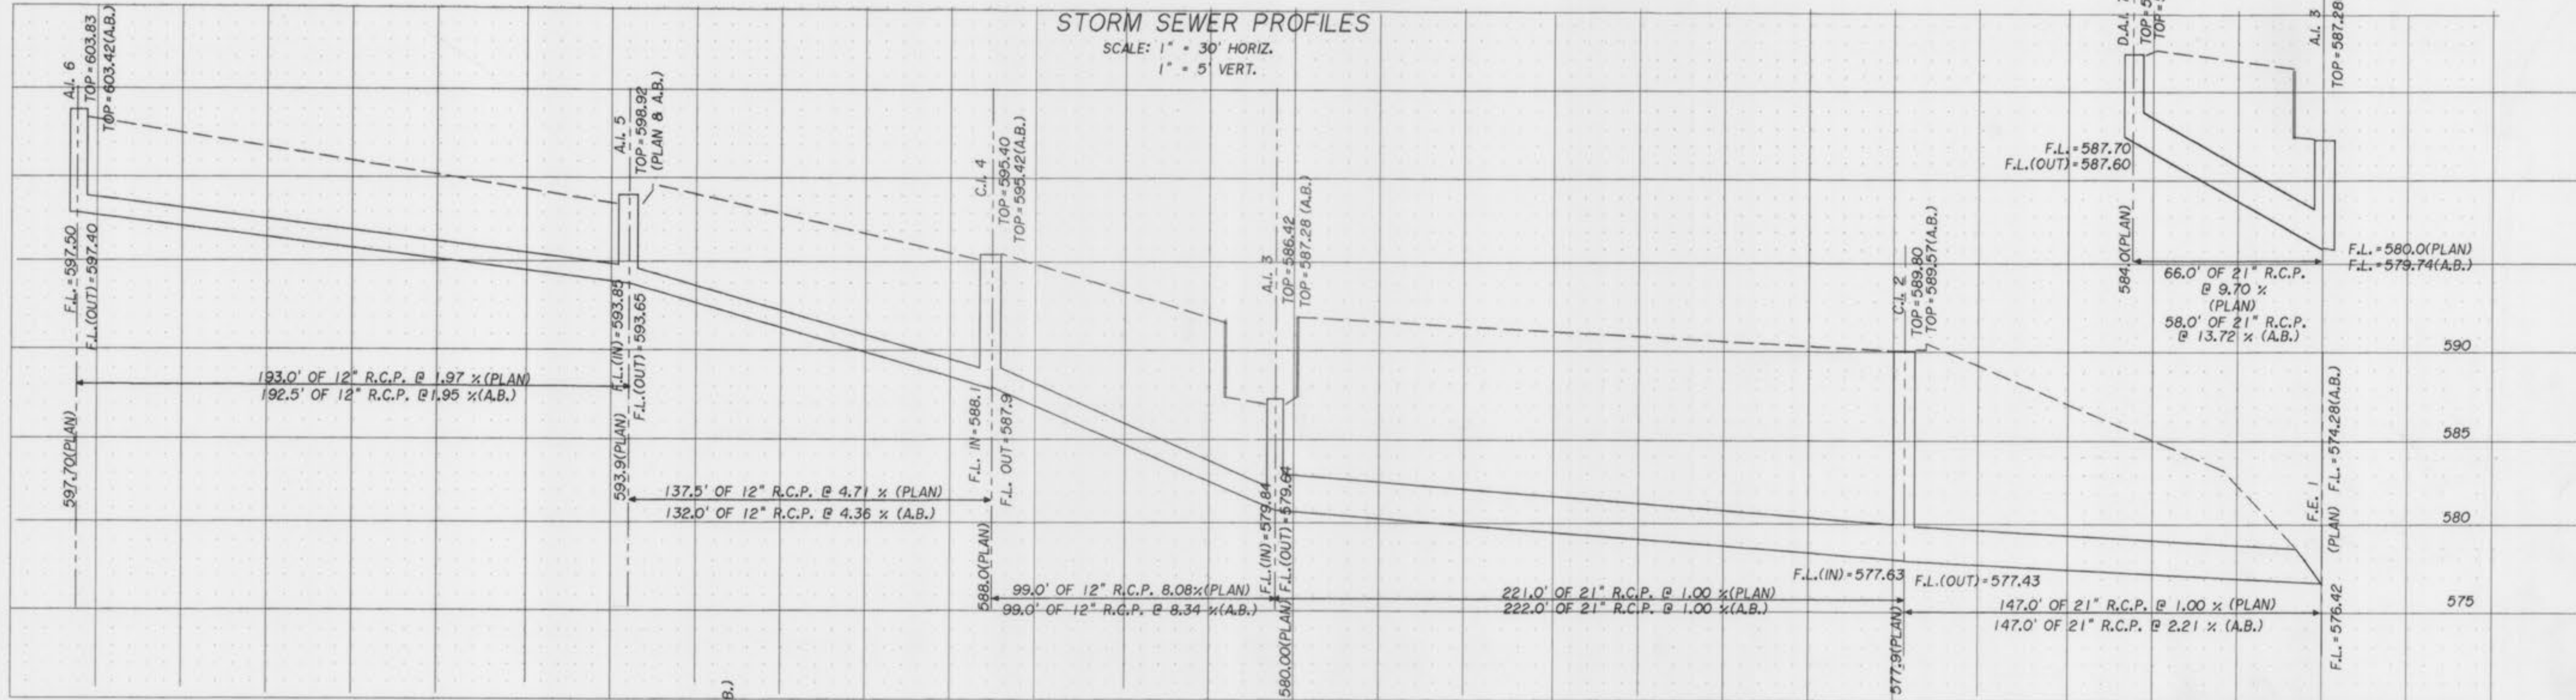 STORM SEWER PROFILES
SCALE: 1" = 30' HORIZ.
1" = 5' VERT.
A.I. 6
TOP=603.83
TOP=603.42(A.B.)
F.L.=597.50
F.L.(OUT)=597.40
597.70(PLAN)
193.0' OF 12" R.C.P. @ 1.97 %(PLAN)
192.5' OF 12" R.C.P. @ 1.95 %(A.B.)
A.I. 5
TOP=598.92
(PLAN & A.B.)
F.L.(IN)=593.85
F.L.(OUT)=593.65
593.9(PLAN)
137.5' OF 12" R.C.P. @ 4.71 % (PLAN)
132.0' OF 12" R.C.P. @ 4.36 % (A.B.)
C.I. 4
TOP=595.40
TOP=595.42(A.B.)
F.L. IN=588.1
F.L. OUT=587.9
588.0(PLAN)
99.0' OF 12" R.C.P. 8.08%(PLAN)
99.0' OF 12" R.C.P. @ 8.34 %(A.B.)
A.I. 3
TOP=586.42
TOP=587.28 (A.B.)
F.L.(IN)=579.84
F.L.(OUT)=579.64
580.00(PLAN)
221.0' OF 21" R.C.P. @ 1.00 %(PLAN)
222.0' OF 21" R.C.P. @ 1.00 %(A.B.)
C.I. 2
TOP=589.80
TOP=589.57(A.B.)
F.L.(IN)=577.63
F.L.(OUT)=577.43
577.9(PLAN)
147.0' OF 21" R.C.P. @ 1.00 % (PLAN)
147.0' OF 21" R.C.P. @ 2.21 % (A.B.)
F.E. 1
F.L.=576.42 (PLAN) F.L.=574.28(A.B.)
D.A.I.
TOP=5
TOP=
F.L.=587.70
F.L.(OUT)=587.60
584.0(PLAN)
66.0' OF 21" R.C.P.
@ 9.70 %
(PLAN)
58.0' OF 21" R.C.P.
@ 13.72 % (A.B.)
A.I. 3
TOP=587.28
F.L.=580.0(PLAN)
F.L.=579.74(A.B.)
590
585
580
575
B.)